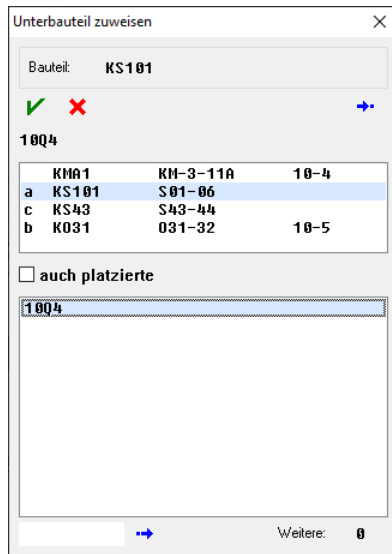 Unterbauteil zuweisen
Bauteil: KS101
10Q4
KMA1 KM-3-11A 10-4
a KS101 S01-06
c KS43 S43-44
b K031 031-32 10-5
auch platzierte
10Q4
Weitere: 0